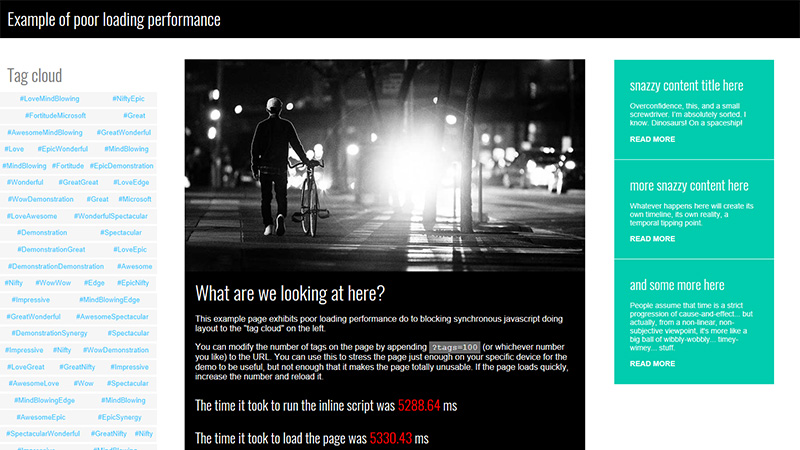 Example of poor loading performance
Tag cloud
#LoveMindBlowing #NiftyEpic
#FortitudeMicrosoft #Great
#AwesomeMindBlowing #GreatWonderful
#Love #EpicWonderful #MindBlowing
#MindBlowing #Fortitude #EpicDemonstration
#Wonderful #GreatGreat #LoveEdge
#WowDemonstration #Great #Microsoft
#LoveAwesome #WonderfulSpectacular
#Demonstration #Spectacular
#DemonstrationGreat #LoveEpic
#DemonstrationDemonstration #Awesome
#Nifty #WowWow #Edge #EpicNifty
#Impressive #MindBlowingEdge
#GreatWonderful #AwesomeSpectacular
#DemonstrationSynergy #Spectacular
#Impressive #Nifty #WowDemonstration
#LoveGreat #GreatNifty #Impressive
#AwesomeLove #Wow #Spectacular
#MindBlowingEdge #MindBlowing
#AwesomeEpic #EpicSynergy
#SpectacularWonderful #GreatNifty #Nifty
#Impressive #MindBlowing
What are we looking at here?
This example page exhibits poor loading performance do to blocking synchronous javascript doing
layout to the "tag cloud" on the left.
You can modify the number of tags on the page by appending ?tags=100 (or whichever number
you like) to the URL. You can use this to stress the page just enough on your specific device for the
demo to be useful, but not enough that it makes the page totally unusable. If the page loads quickly,
increase the number and reload it.
The time it took to run the inline script was 5288.64 ms
The time it took to load the page was 5330.43 ms
snazzy content title here
Overconfidence, this, and a small
screwdriver. I'm absolutely sorted. I
know. Dinosaurs! On a spaceship!
READ MORE
more snazzy content here
Whatever happens here will create its
own timeline, its own reality, a
temporal tipping point.
READ MORE
and some more here
People assume that time is a strict
progression of cause-and-effect... but
actually, from a non-linear, non-
subjective viewpoint, it's more like a
big ball of wibbly-wobbly... timey-
wimey... stuff.
READ MORE